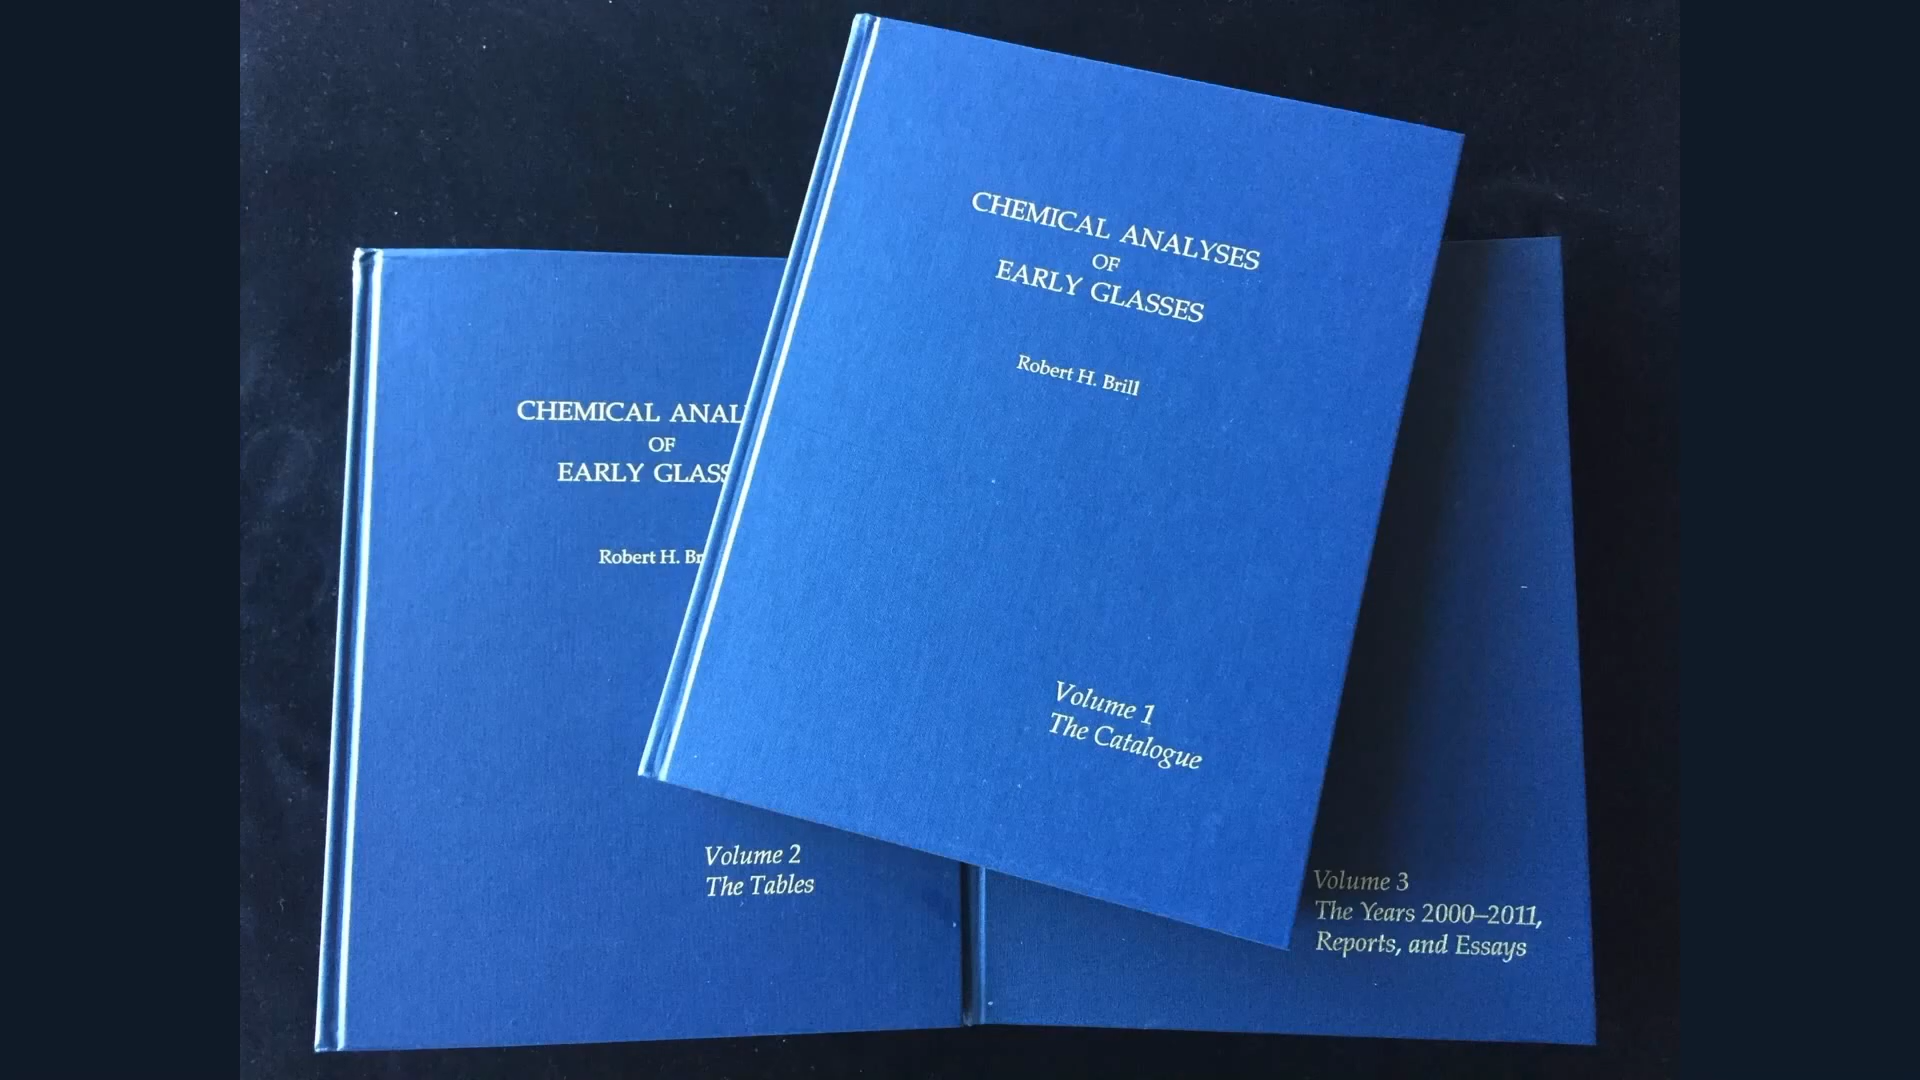 CHEMICAL ANALYSES
OF
EARLY GLASSES
Robert H. Brill
Volume 1
The Catalogue
CHEMICAL ANAL
OF
EARLY GLASS
Robert H. Br
Volume 2
The Tables
Volume 3
The Years 2000–2011,
Reports, and Essays